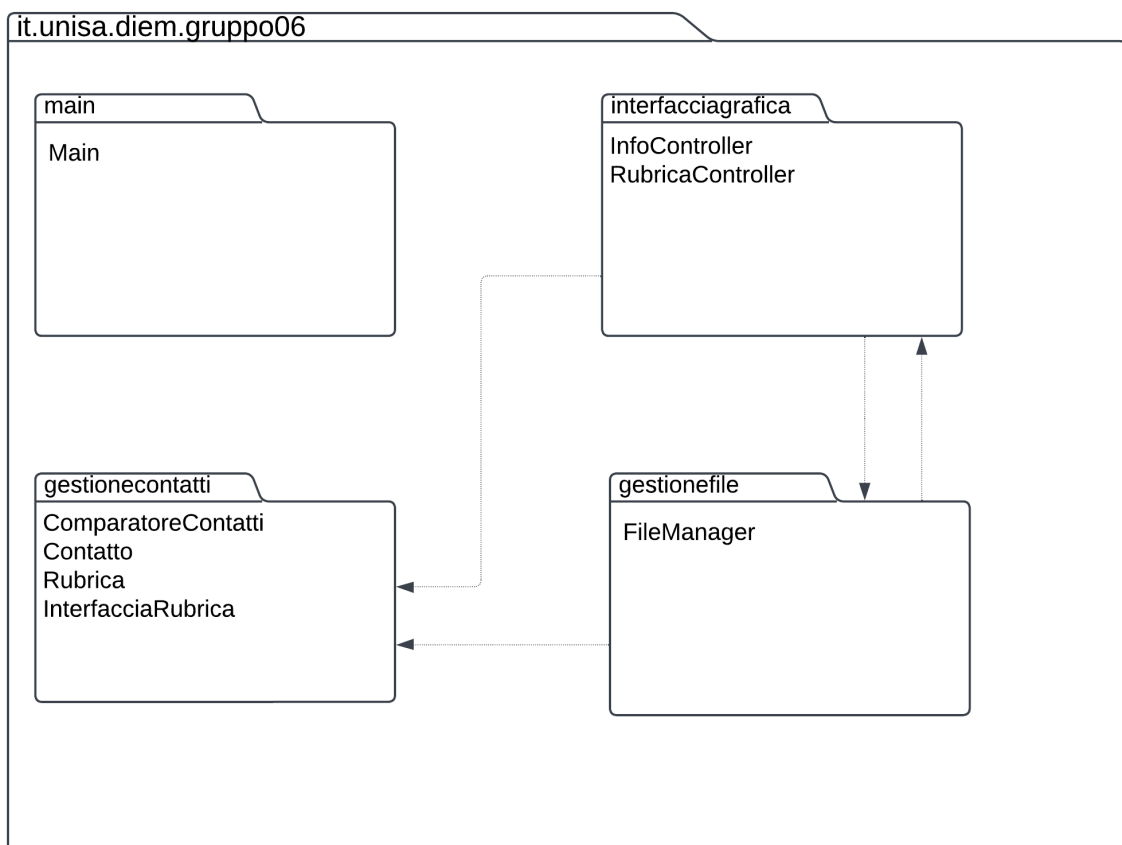 it.unisa.diem.gruppo06
main
Main
interfacciagrafica
InfoController
RubricaController
gestionecontatti
ComparatoreContatti
Contatto
Rubrica
InterfacciaRubrica
gestionefile
FileManager